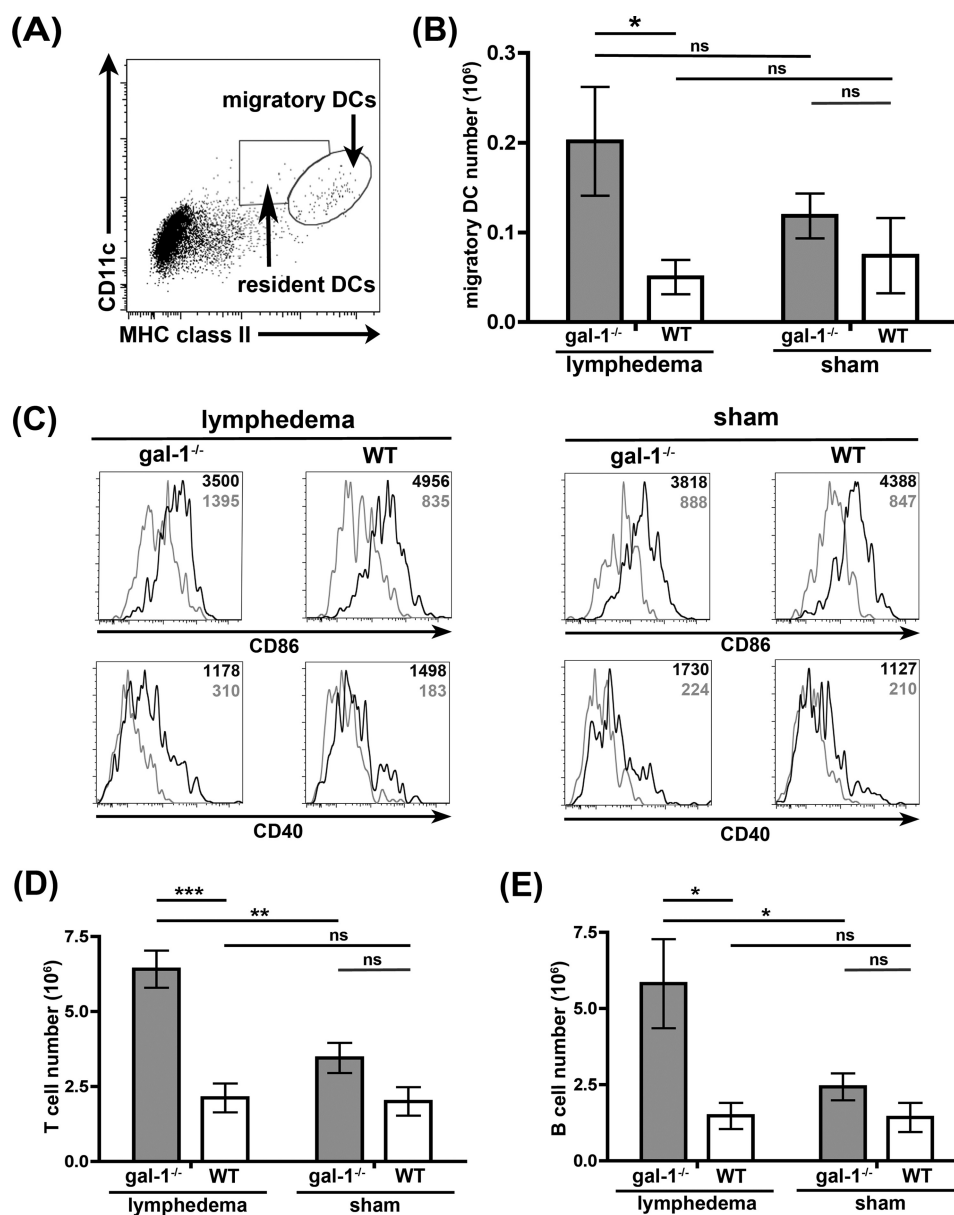 (A)
CD11c
migratory DCs
resident DCs
MHC class II
(B)
migratory DC number (10⁶)
0.3
0.2
0.1
0.0
*
ns
ns
ns
gal-1⁻/⁻ WT gal-1⁻/⁻ WT
lymphedema sham
(C)
lymphedema
gal-1⁻/⁻ WT
3500
1395
4956
835
CD86
1178
310
1498
183
CD40
sham
gal-1⁻/⁻ WT
3818
888
4388
847
CD86
1730
224
1127
210
CD40
(D)
T cell number (10⁶)
7.5
5.0
2.5
0.0
***
**
ns
ns
gal-1⁻/⁻ WT gal-1⁻/⁻ WT
lymphedema sham
(E)
B cell number (10⁶)
7.5
5.0
2.5
0.0
*
*
ns
ns
gal-1⁻/⁻ WT gal-1⁻/⁻ WT
lymphedema sham